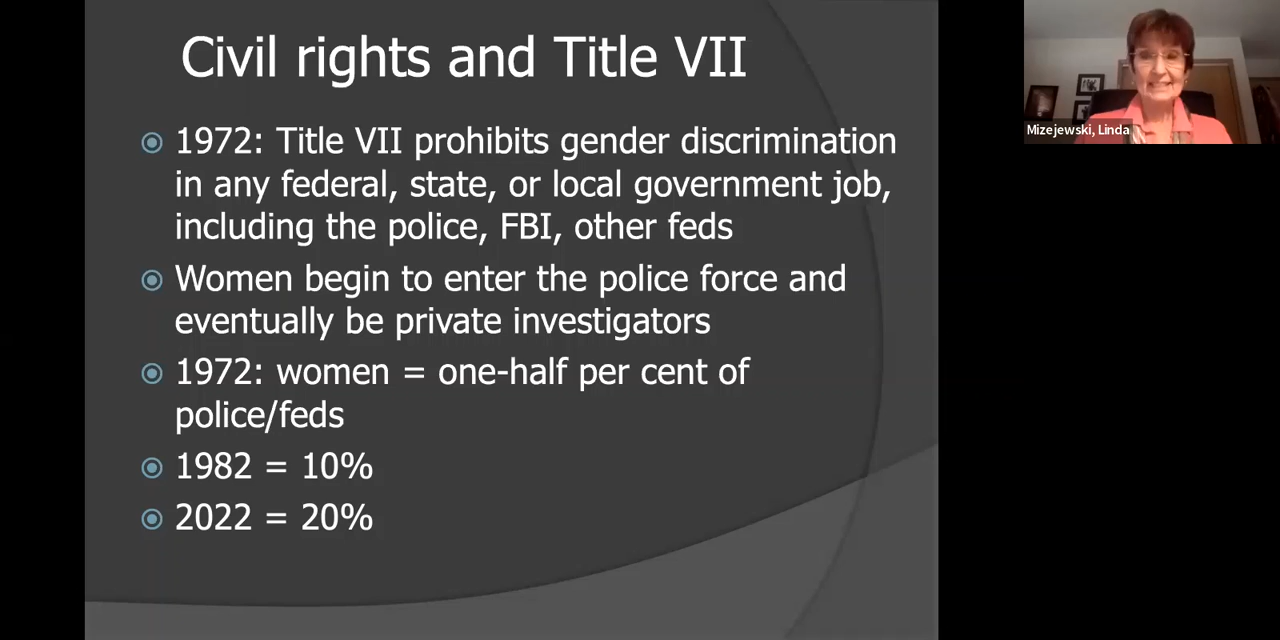 Civil rights and Title VII
1972: Title VII prohibits gender discrimination
in any federal, state, or local government job,
including the police, FBI, other feds
Women begin to enter the police force and
eventually be private investigators
1972: women = one-half per cent of
police/feds
1982 = 10%
2022 = 20%
Mizejewski, Linda